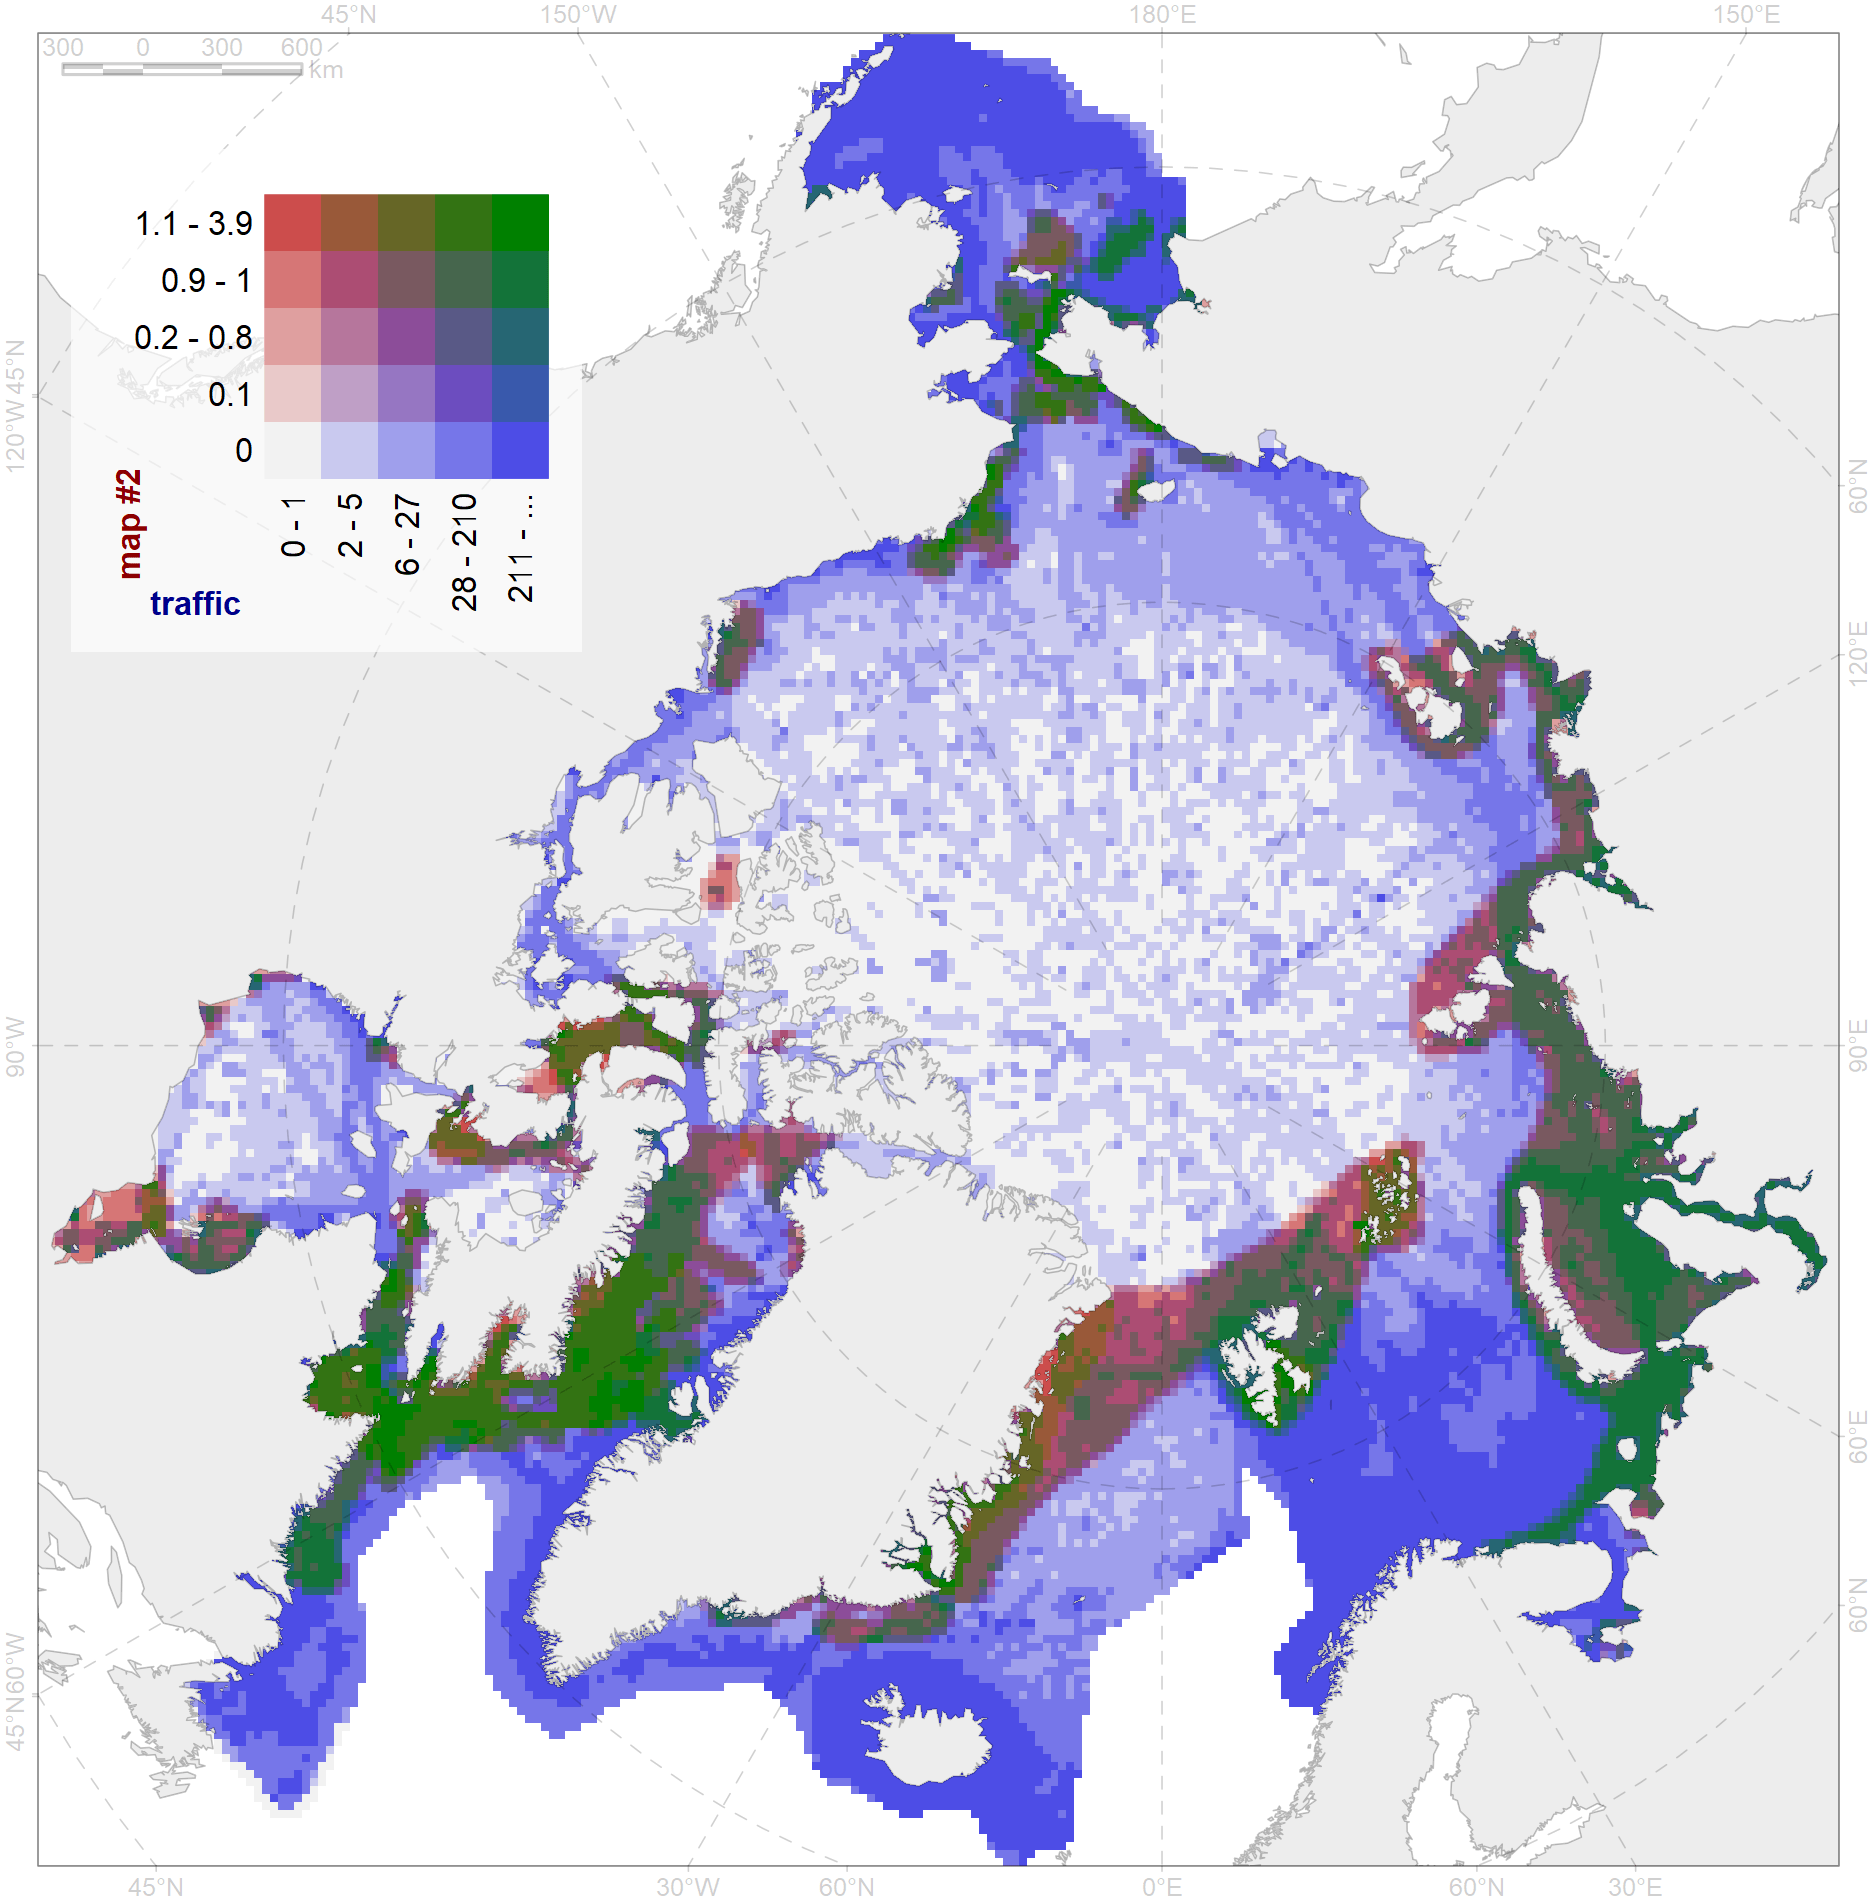 45°N 150°W 180°E 150°E
300 0 300 600 km
1.1 - 3.9
0.9 - 1
0.2 - 0.8
0.1
0
map #2
0 - 1
2 - 5
6 - 27
28 - 210
211 - ...
traffic
45°N
120°W
90°W
60°W
45°N
60°N
120°E
90°E
60°E
60°N
45°N 30°W 60°N 0°E 60°N 30°E